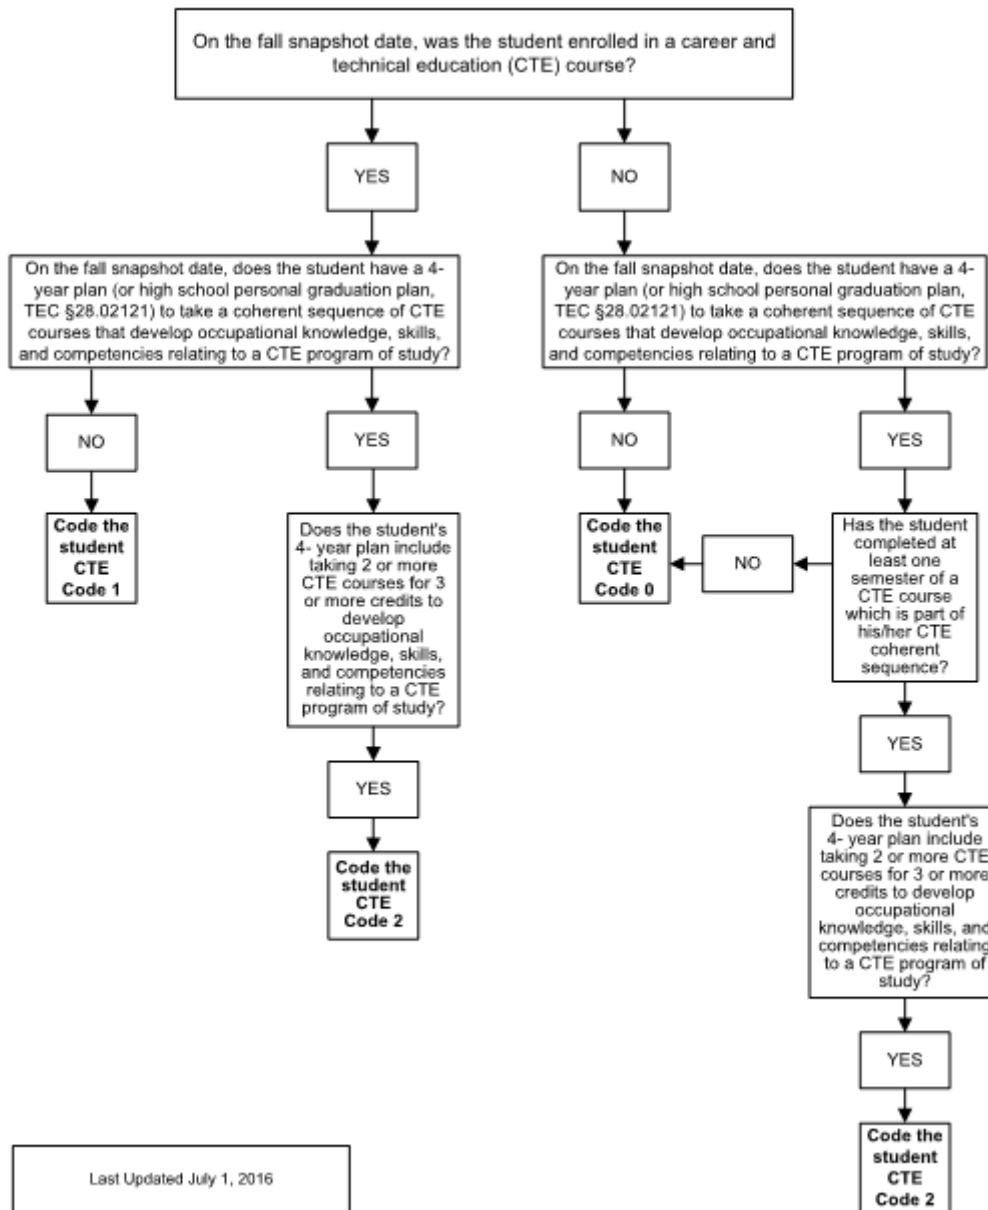 On the fall snapshot date, was the student enrolled in a career and
technical education (CTE) course?
YES
NO
On the fall snapshot date, does the student have a 4-
year plan (or high school personal graduation plan,
TEC §28.02121) to take a coherent sequence of CTE
courses that develop occupational knowledge, skills,
and competencies relating to a CTE program of study?
On the fall snapshot date, does the student have a 4-
year plan (or high school personal graduation plan,
TEC §28.02121) to take a coherent sequence of CTE
courses that develop occupational knowledge, skills,
and competencies relating to a CTE program of study?
NO
YES
NO
YES
Code the
student
CTE
Code 1
Does the student's
4- year plan include
taking 2 or more
CTE courses for 3
or more credits to
develop
occupational
knowledge, skills,
and competencies
relating to a CTE
program of study?
Code the
student
CTE
Code 0
NO
Has the student
completed at
least one
semester of a
CTE course
which is part of
his/her CTE
coherent
sequence?
YES
YES
Code the
student
CTE
Code 2
Does the student's
4- year plan include
taking 2 or more CTE
courses for 3 or more
credits to develop
occupational
knowledge, skills, and
competencies relating
to a CTE program of
study?
YES
Code the
student
CTE
Code 2
Last Updated July 1, 2016